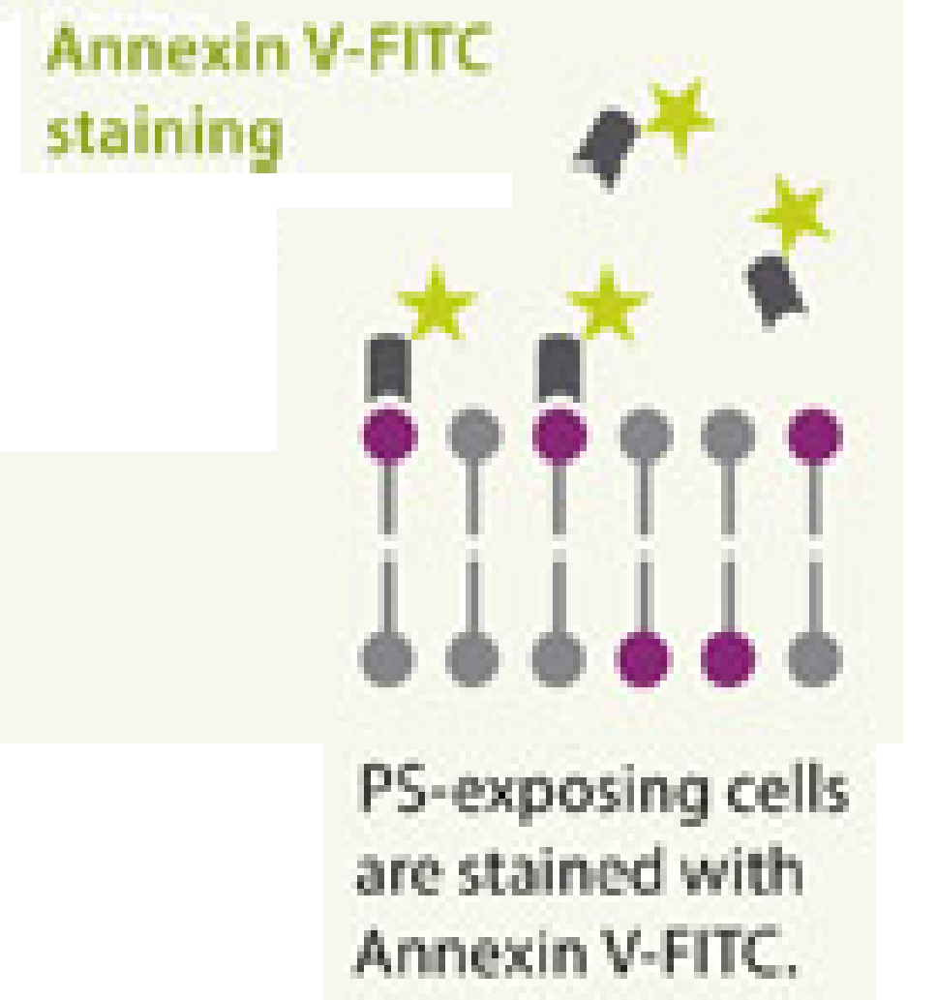 Annexin V-FITC
staining
PS-exposing cells
are stained with
Annexin V-FITC.